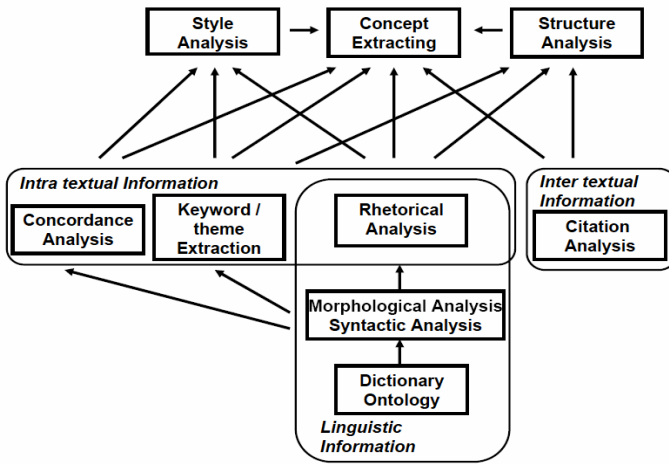 Style
Analysis
Concept
Extracting
Structure
Analysis
Intra textual Information
Inter textual
Information
Concordance
Analysis
Keyword /
theme
Extraction
Rhetorical
Analysis
Citation
Analysis
Morphological Analysis
Syntactic Analysis
Dictionary
Ontology
Linguistic
Information